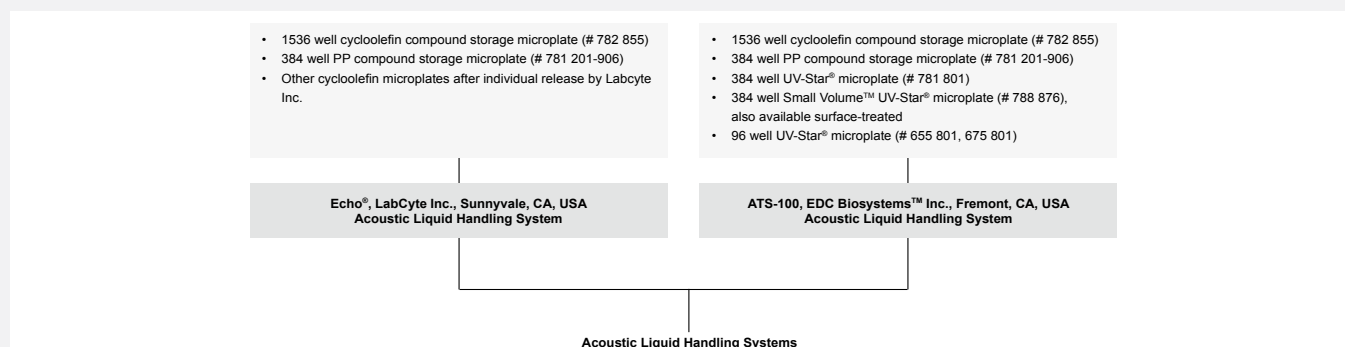 • 1536 well cycloolefin compound storage microplate (# 782 855)
• 384 well PP compound storage microplate (# 781 201-906)
• Other cycloolefin microplates after individual release by Labcyte
Inc.
• 1536 well cycloolefin compound storage microplate (# 782 855)
• 384 well PP compound storage microplate (# 781 201-906)
• 384 well UV-Star® microplate (# 781 801)
• 384 well Small Volume™ UV-Star® microplate (# 788 876),
also available surface-treated
• 96 well UV-Star® microplate (# 655 801, 675 801)
Echo®, LabCyte Inc., Sunnyvale, CA, USA
Acoustic Liquid Handling System
ATS-100, EDC Biosystems™ Inc., Fremont, CA, USA
Acoustic Liquid Handling System
Acoustic Liquid Handling Systems